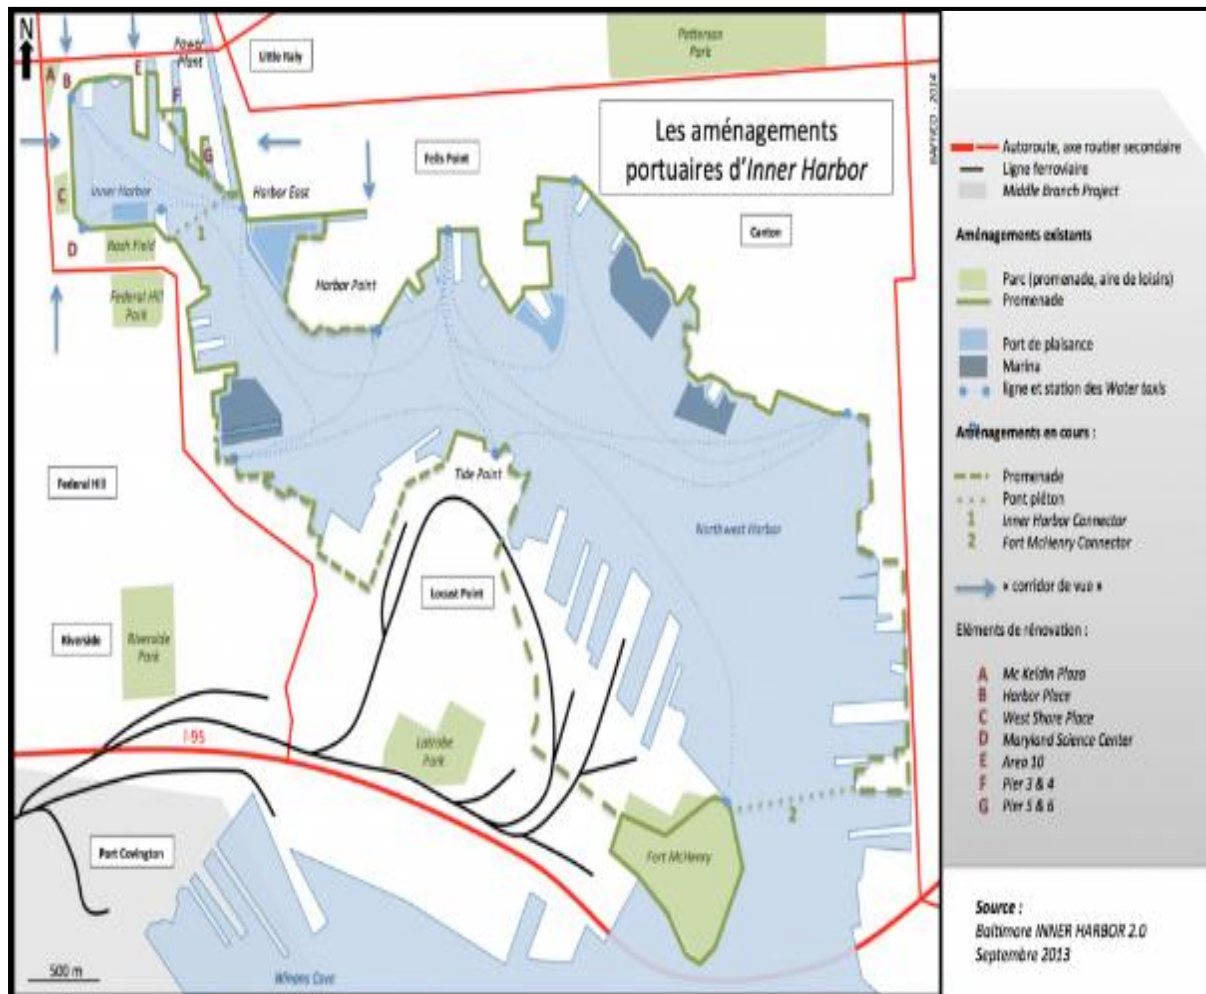 N
A
B
E
Power
Plant
F
G
C
D
Little Italy
Patterson
Park
BAFFICO - 2014
Les aménagements
portuaires d'Inner Harbor
Fells Point
Inner Harbor
Harbor East
1
Rash Field
Harbor Point
Canton
Federal Hill
Park
Tide Point
Federal Hill
Northwest Harbor
Locust Point
Riverside
Riverside
Park
I-95
Latrobe
Park
2
Fort McHenry
Port Covington
500 m
Winans Cove
Autoroute, axe routier secondaire
Ligne ferroviaire
Middle Branch Project
Aménagements existants
Parc (promenade, aire de loisirs)
Promenade
Port de plaisance
Marina
ligne et station des Water taxis
Aménagements en cours :
Promenade
Pont piéton
1 Inner Harbor Connector
2 Fort McHenry Connector
« corridor de vue »
Eléments de rénovation :
A Mc Keldin Plaza
B Harbor Place
C West Shore Place
D Maryland Science Center
E Area 10
F Pier 3 & 4
G Pier 5 & 6
Source :
Baltimore INNER HARBOR 2.0
Septembre 2013